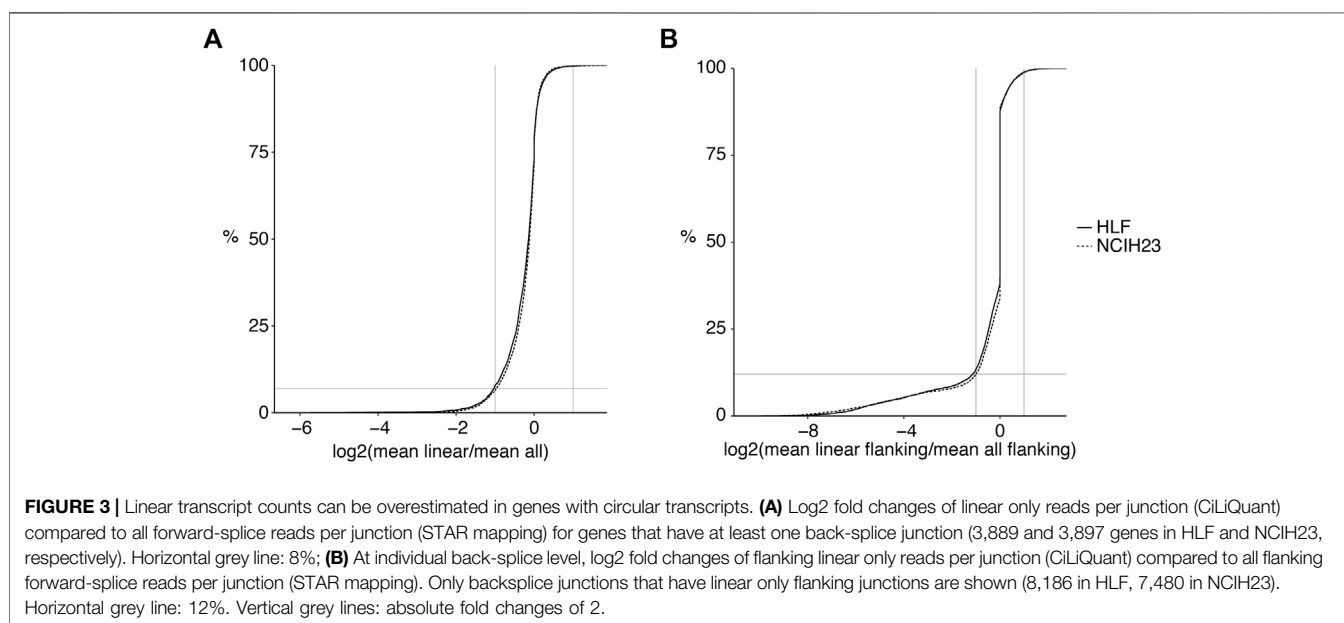 A
100
75
%
50
25
0
−6
−4
−2
0
log2(mean linear/mean all)
B
100
75
%
50
25
0
−8
−4
0
log2(mean linear flanking/mean all flanking)
HLF
NCIH23
FIGURE 3 | Linear transcript counts can be overestimated in genes with circular transcripts. (A) Log2 fold changes of linear only reads per junction (CiLiQuant)
compared to all forward-splice reads per junction (STAR mapping) for genes that have at least one back-splice junction (3,889 and 3,897 genes in HLF and NCIH23,
respectively). Horizontal grey line: 8%; (B) At individual back-splice level, log2 fold changes of flanking linear only reads per junction (CiLiQuant) compared to all flanking
forward-splice reads per junction (STAR mapping). Only backsplice junctions that have linear only flanking junctions are shown (8,186 in HLF, 7,480 in NCIH23).
Horizontal grey line: 12%. Vertical grey lines: absolute fold changes of 2.